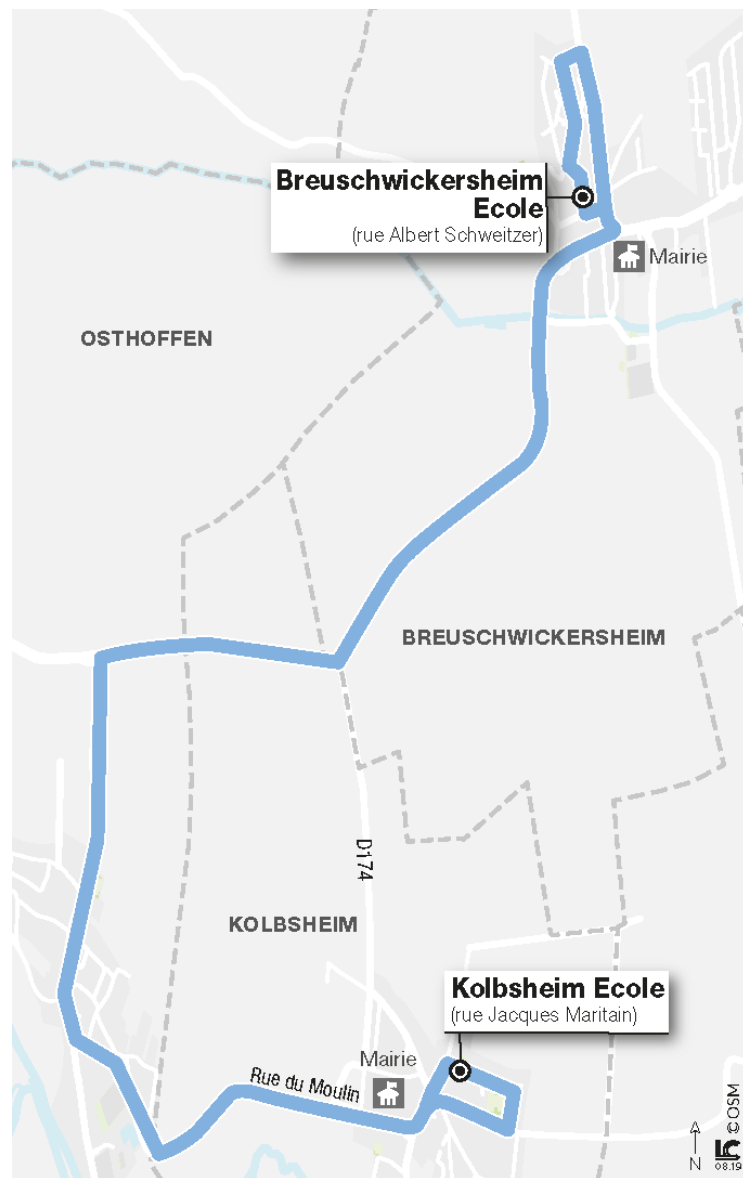 Breuschwickersheim
Ecole
(rue Albert Schweitzer)
Mairie
OSTHOFFEN
BREUSCHWICKERSHEIM
D174
KOLBSHEIM
Kolbsheim Ecole
(rue Jacques Maritain)
Mairie
Rue du Moulin
N
LC
08.19
© OSM